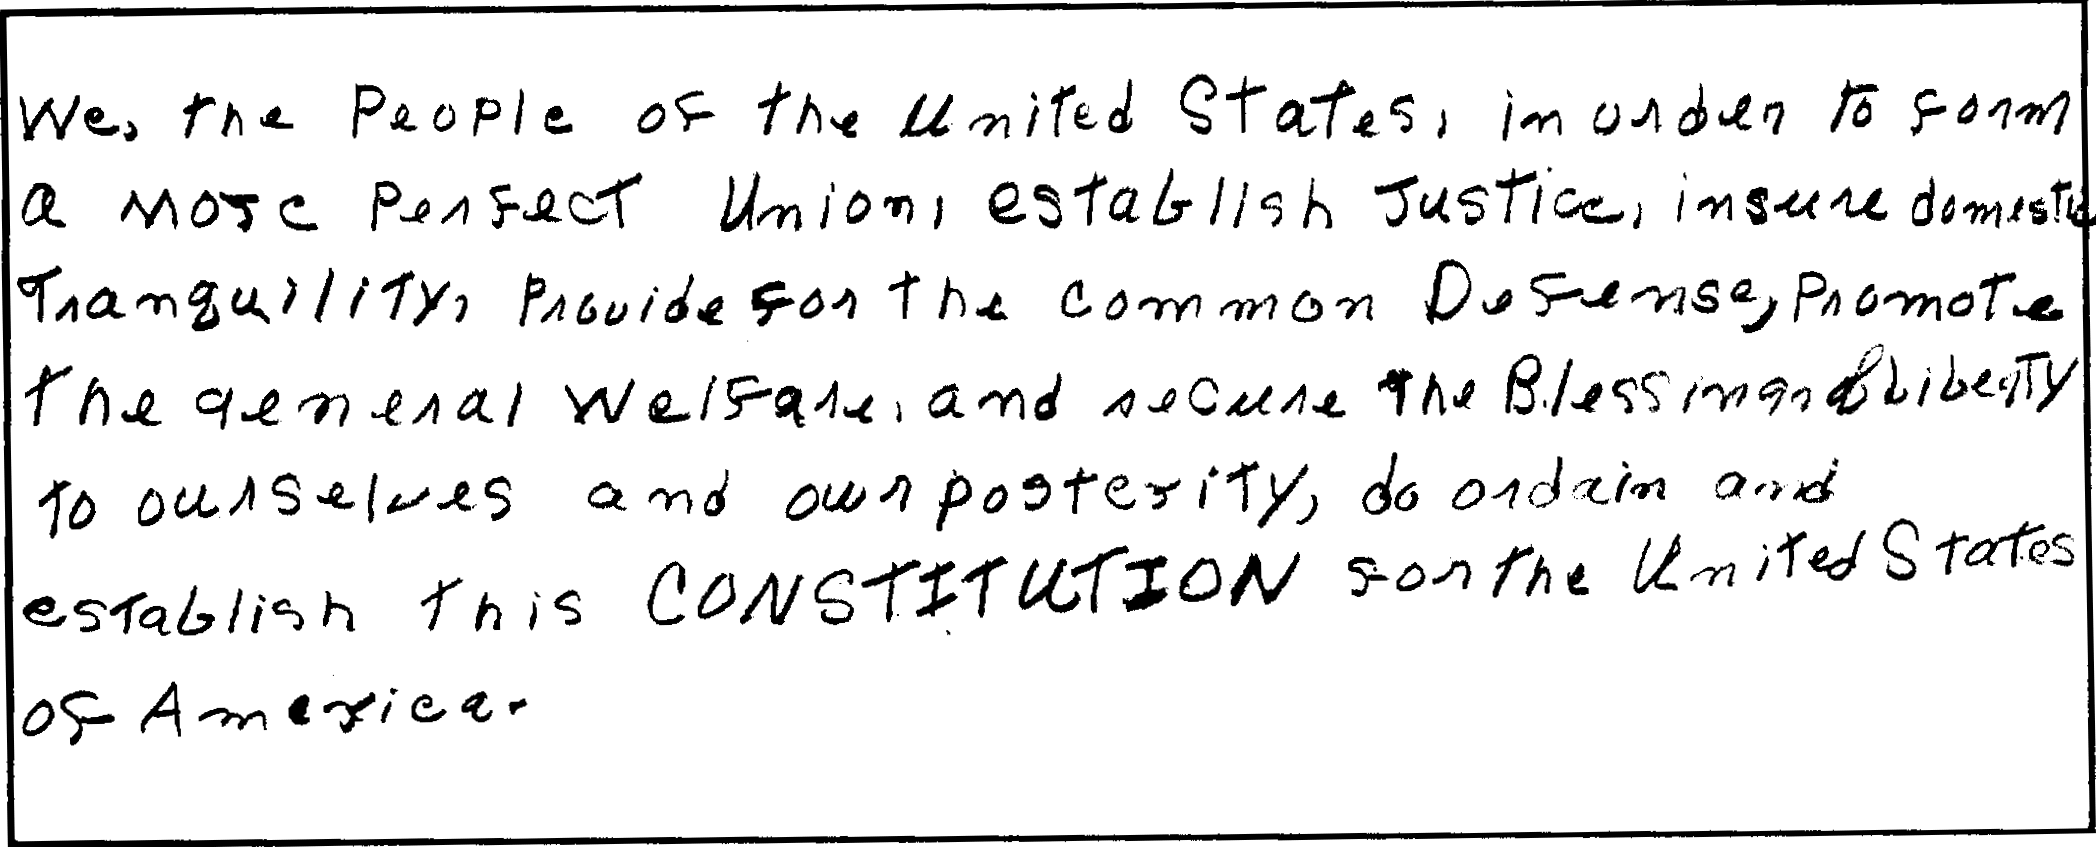 We, the People of the United States, in order to form
a more Perfect Union, establish Justice, insure domestic
Tranquility, Provide for the common Defense, Promote
the general Welfare, and secure the Blessings of Liberty
to ourselves and our posterity, do ordain and
establish this CONSTITUTION for the United States
of America.